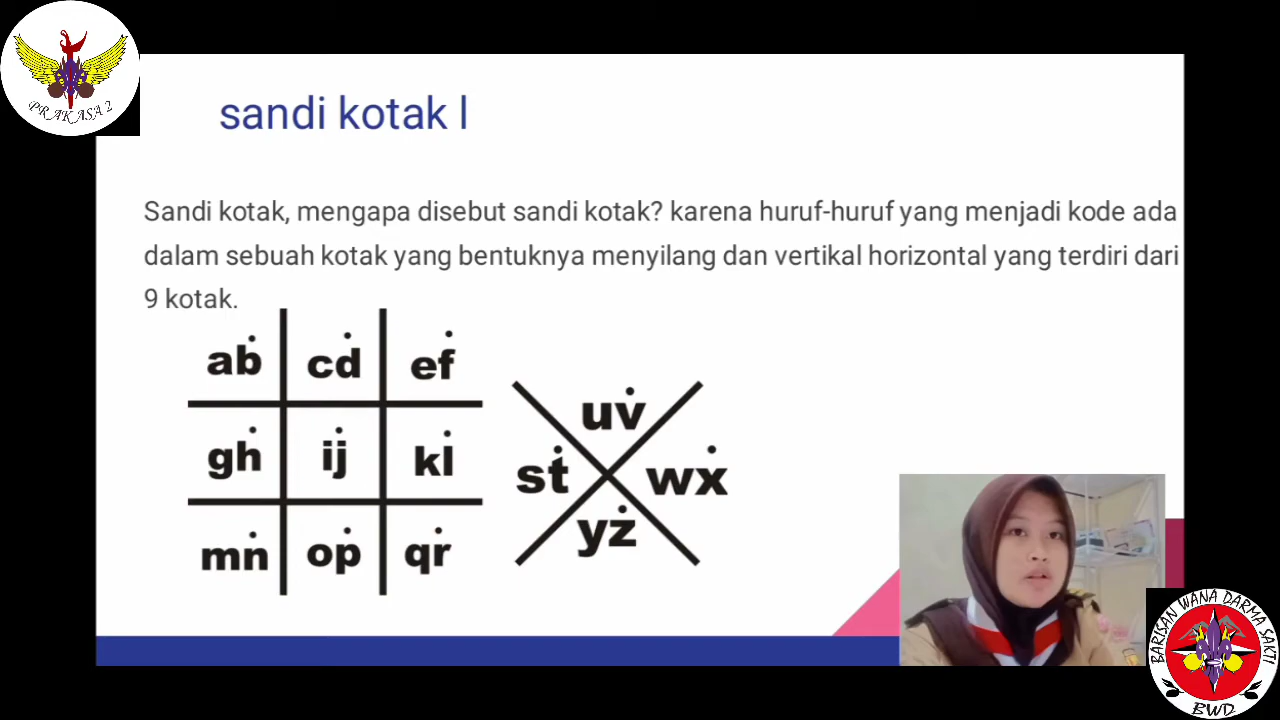 PRAKASA 2
sandi kotak l
Sandi kotak, mengapa disebut sandi kotak? karena huruf-huruf yang menjadi kode ada
dalam sebuah kotak yang bentuknya menyilang dan vertikal horizontal yang terdiri dari
9 kotak.
ab cd ef
gh ij kl
mn op qr
uv
st wx
yz
BARISAN WANA DARMA SAKTI
BWD